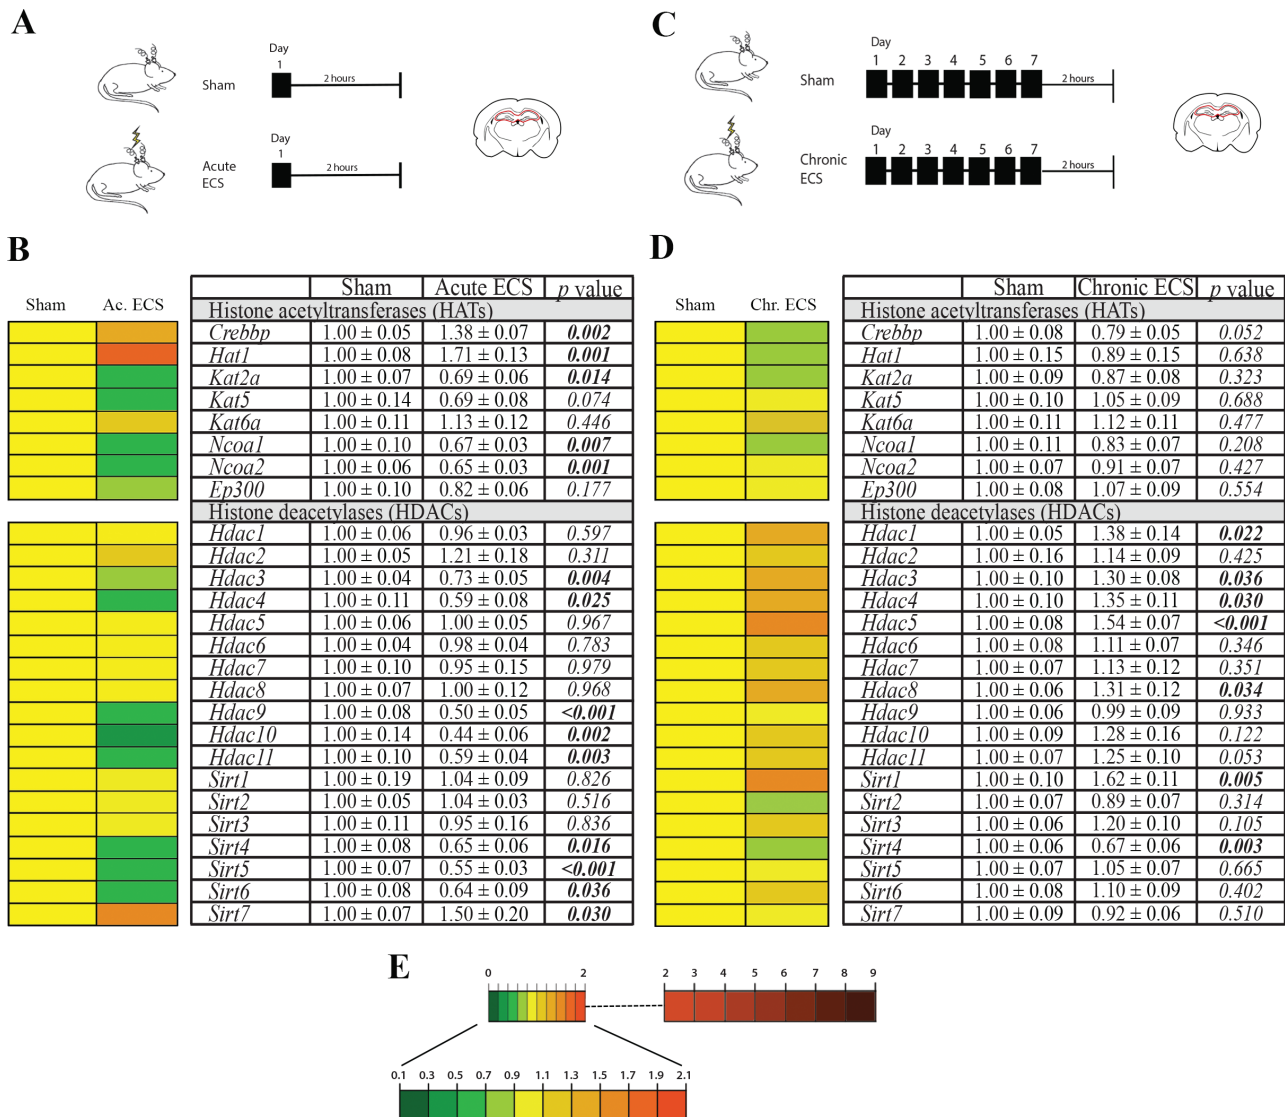 A
Day
1
Sham
2 hours
Day
1
Acute
ECS
2 hours
C
Day
1 2 3 4 5 6 7
Sham
2 hours
Day
1 2 3 4 5 6 7
Chronic
ECS
2 hours
B
Sham Ac. ECS
Sham Acute ECS p value
Histone acetyltransferases (HATs)
Crebbp 1.00 ± 0.05 1.38 ± 0.07 0.002
Hat1 1.00 ± 0.08 1.71 ± 0.13 0.001
Kat2a 1.00 ± 0.07 0.69 ± 0.06 0.014
Kat5 1.00 ± 0.14 0.69 ± 0.08 0.074
Kat6a 1.00 ± 0.11 1.13 ± 0.12 0.446
Ncoa1 1.00 ± 0.10 0.67 ± 0.03 0.007
Ncoa2 1.00 ± 0.06 0.65 ± 0.03 0.001
Ep300 1.00 ± 0.10 0.82 ± 0.06 0.177
Histone deacetylases (HDACs)
Hdac1 1.00 ± 0.06 0.96 ± 0.03 0.597
Hdac2 1.00 ± 0.05 1.21 ± 0.18 0.311
Hdac3 1.00 ± 0.04 0.73 ± 0.05 0.004
Hdac4 1.00 ± 0.11 0.59 ± 0.08 0.025
Hdac5 1.00 ± 0.06 1.00 ± 0.05 0.967
Hdac6 1.00 ± 0.04 0.98 ± 0.04 0.783
Hdac7 1.00 ± 0.10 0.95 ± 0.15 0.979
Hdac8 1.00 ± 0.07 1.00 ± 0.12 0.968
Hdac9 1.00 ± 0.08 0.50 ± 0.05 <0.001
Hdac10 1.00 ± 0.14 0.44 ± 0.06 0.002
Hdac11 1.00 ± 0.10 0.59 ± 0.04 0.003
Sirt1 1.00 ± 0.19 1.04 ± 0.09 0.826
Sirt2 1.00 ± 0.05 1.04 ± 0.03 0.516
Sirt3 1.00 ± 0.11 0.95 ± 0.16 0.836
Sirt4 1.00 ± 0.08 0.65 ± 0.06 0.016
Sirt5 1.00 ± 0.07 0.55 ± 0.03 <0.001
Sirt6 1.00 ± 0.08 0.64 ± 0.09 0.036
Sirt7 1.00 ± 0.07 1.50 ± 0.20 0.030
D
Sham Chr. ECS
Sham Chronic ECS p value
Histone acetyltransferases (HATs)
Crebbp 1.00 ± 0.08 0.79 ± 0.05 0.052
Hat1 1.00 ± 0.15 0.89 ± 0.15 0.638
Kat2a 1.00 ± 0.09 0.87 ± 0.08 0.323
Kat5 1.00 ± 0.10 1.05 ± 0.09 0.688
Kat6a 1.00 ± 0.11 1.12 ± 0.11 0.477
Ncoa1 1.00 ± 0.11 0.83 ± 0.07 0.208
Ncoa2 1.00 ± 0.07 0.91 ± 0.07 0.427
Ep300 1.00 ± 0.08 1.07 ± 0.09 0.554
Histone deacetylases (HDACs)
Hdac1 1.00 ± 0.05 1.38 ± 0.14 0.022
Hdac2 1.00 ± 0.16 1.14 ± 0.09 0.425
Hdac3 1.00 ± 0.10 1.30 ± 0.08 0.036
Hdac4 1.00 ± 0.10 1.35 ± 0.11 0.030
Hdac5 1.00 ± 0.08 1.54 ± 0.07 <0.001
Hdac6 1.00 ± 0.08 1.11 ± 0.07 0.346
Hdac7 1.00 ± 0.07 1.13 ± 0.12 0.351
Hdac8 1.00 ± 0.06 1.31 ± 0.12 0.034
Hdac9 1.00 ± 0.06 0.99 ± 0.09 0.933
Hdac10 1.00 ± 0.09 1.28 ± 0.16 0.122
Hdac11 1.00 ± 0.07 1.25 ± 0.10 0.053
Sirt1 1.00 ± 0.10 1.62 ± 0.11 0.005
Sirt2 1.00 ± 0.07 0.89 ± 0.07 0.314
Sirt3 1.00 ± 0.06 1.20 ± 0.10 0.105
Sirt4 1.00 ± 0.06 0.67 ± 0.06 0.003
Sirt5 1.00 ± 0.07 1.05 ± 0.07 0.665
Sirt6 1.00 ± 0.08 1.10 ± 0.09 0.402
Sirt7 1.00 ± 0.09 0.92 ± 0.06 0.510
E
0 2
2 3 4 5 6 7 8 9
0.1 0.3 0.5 0.7 0.9 1.1 1.3 1.5 1.7 1.9 2.1